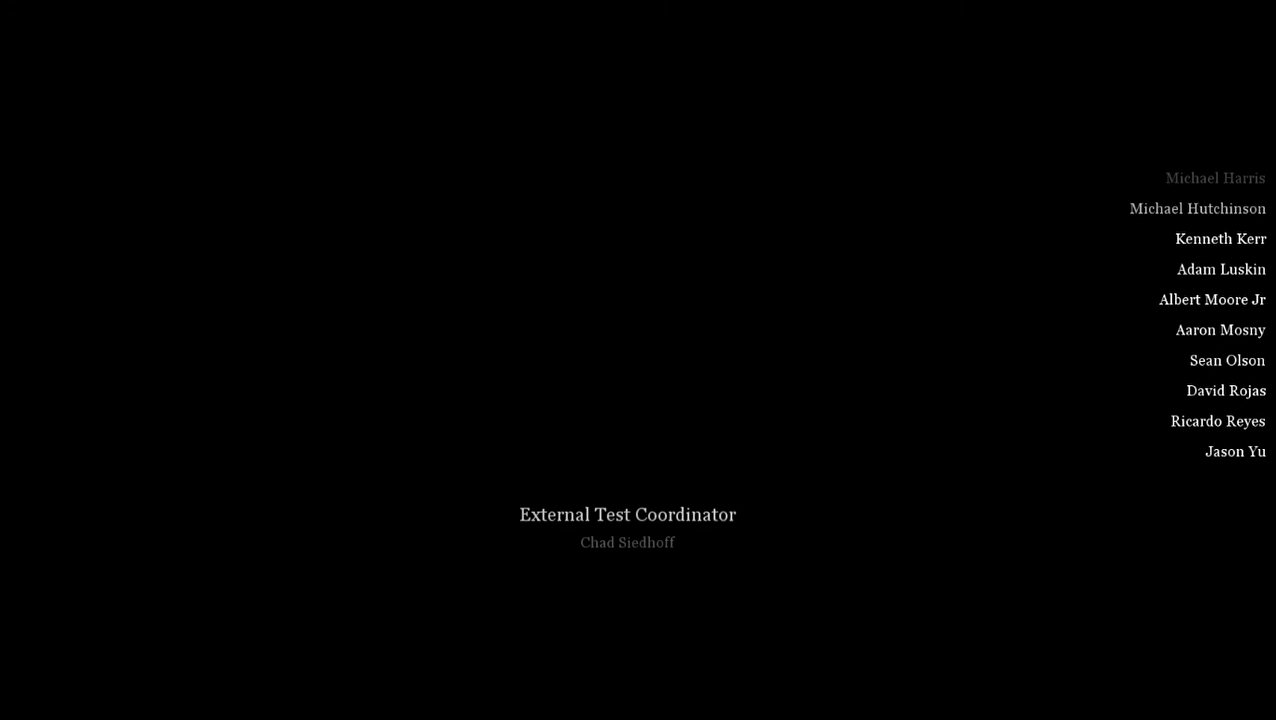 Michael Harris
Michael Hutchinson
Kenneth Kerr
Adam Luskin
Albert Moore Jr
Aaron Mosny
Sean Olson
David Rojas
Ricardo Reyes
Jason Yu
External Test Coordinator
Chad Siedhoff